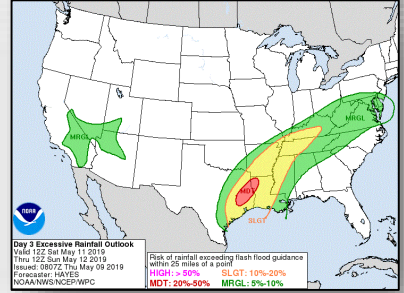 MRGL
MRGL
MDT
SLGT
NOAA
Day 3 Excessive Rainfall Outlook
Valid 12Z Sat May 11 2019
Thru 12Z Sun May 12 2019
Issued: 0807Z Thu May 09 2019
Forecaster: HAYES
NOAA/NWS/NCEP/WPC
Risk of rainfall exceeding flash flood guidance
within 25 miles of a point
HIGH: > 50% SLGT: 10%-20%
MDT: 20%-50% MRGL: 5%-10%